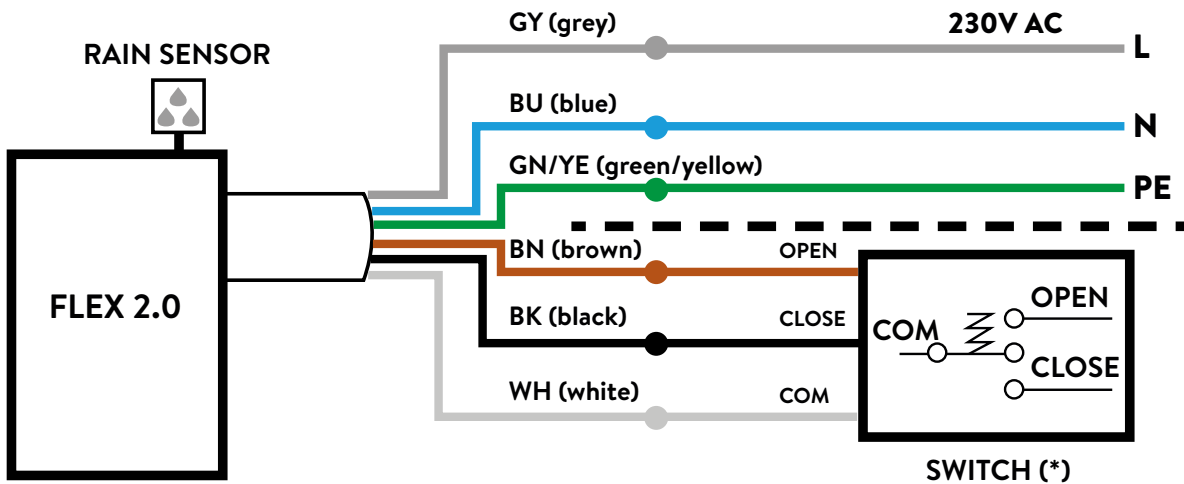 GY (grey)
230V AC
L
RAIN SENSOR
BU (blue)
N
GN/YE (green/yellow)
PE
BN (brown)
OPEN
FLEX 2.0
BK (black)
CLOSE
COM
OPEN
CLOSE
WH (white)
COM
SWITCH (*)